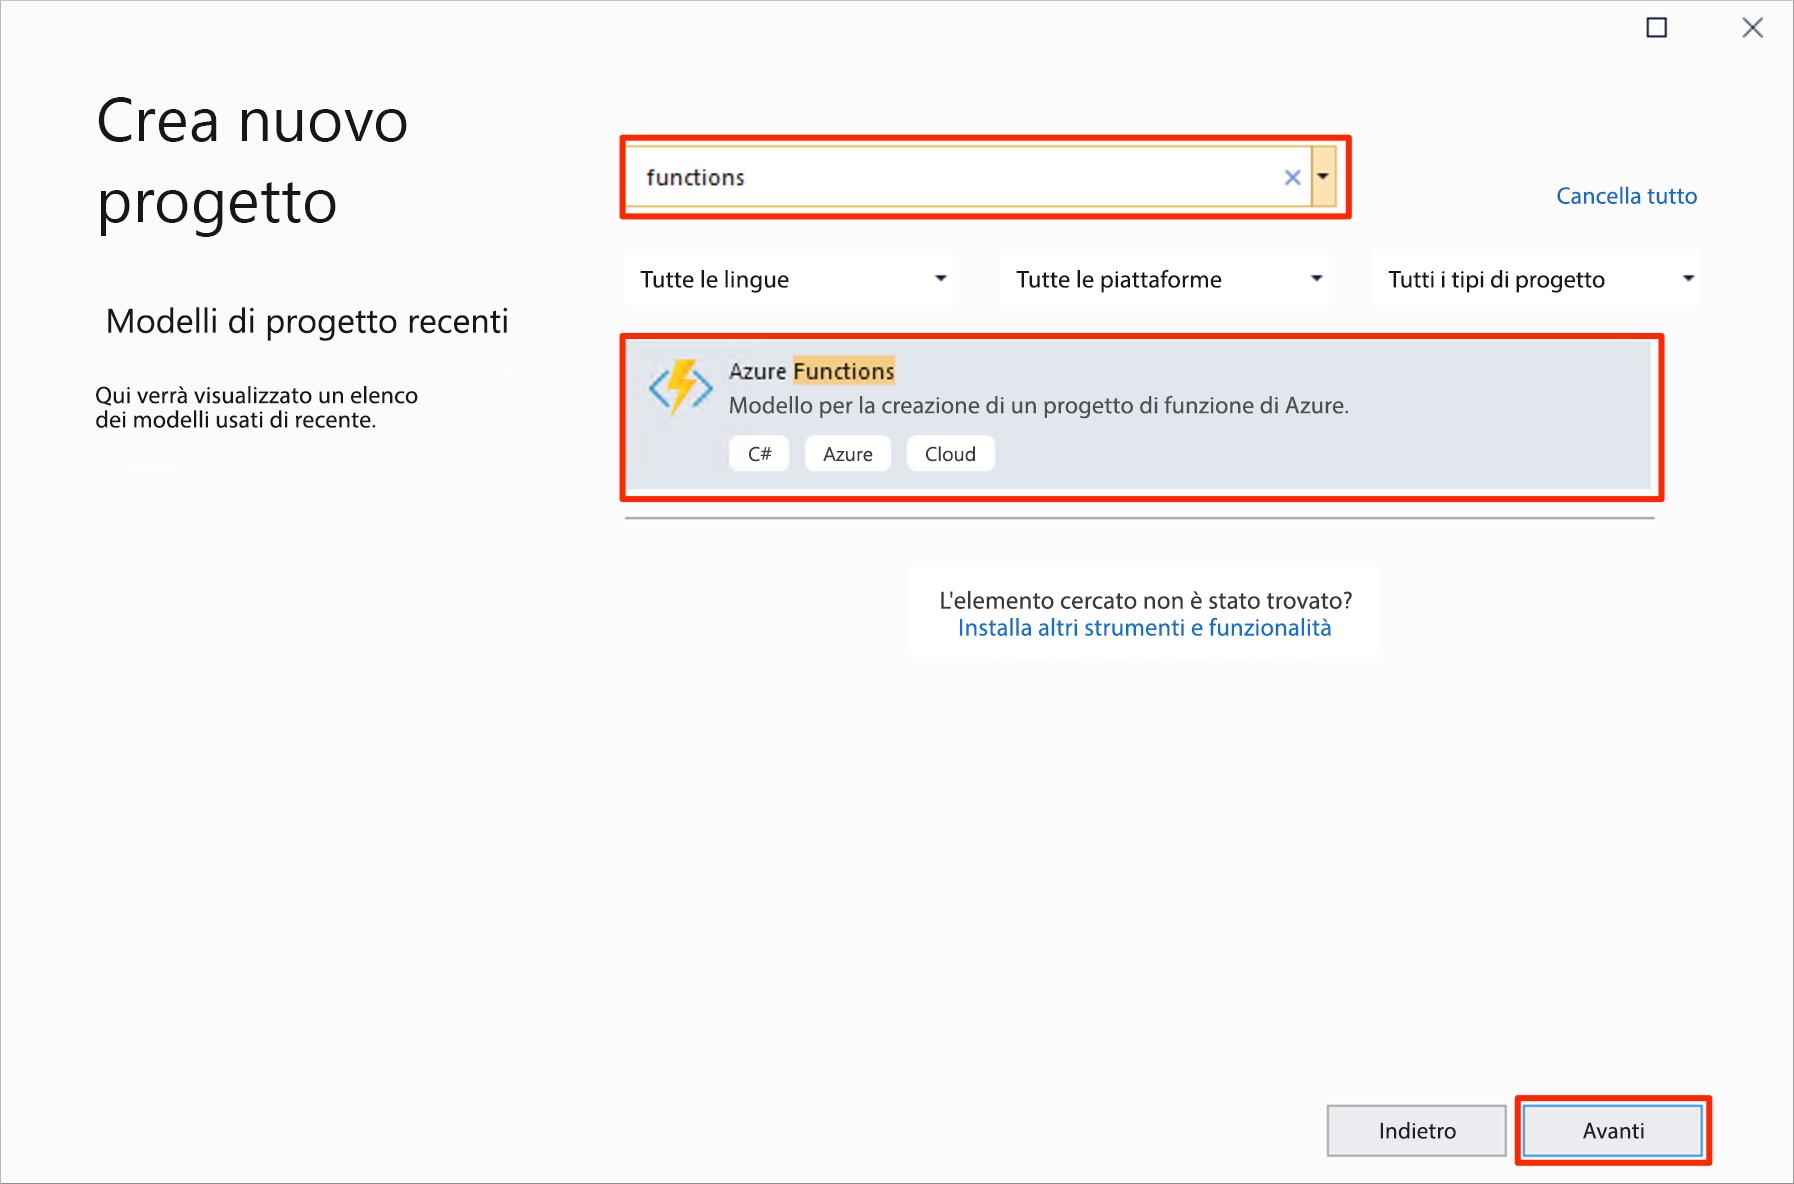 Crea nuovo
progetto
Modelli di progetto recenti
Qui verrà visualizzato un elenco
dei modelli usati di recente.
functions
Cancella tutto
Tutte le lingue
Tutte le piattaforme
Tutti i tipi di progetto
Azure Functions
Modello per la creazione di un progetto di funzione di Azure.
C#
Azure
Cloud
L'elemento cercato non è stato trovato?
Installa altri strumenti e funzionalità
Indietro
Avanti